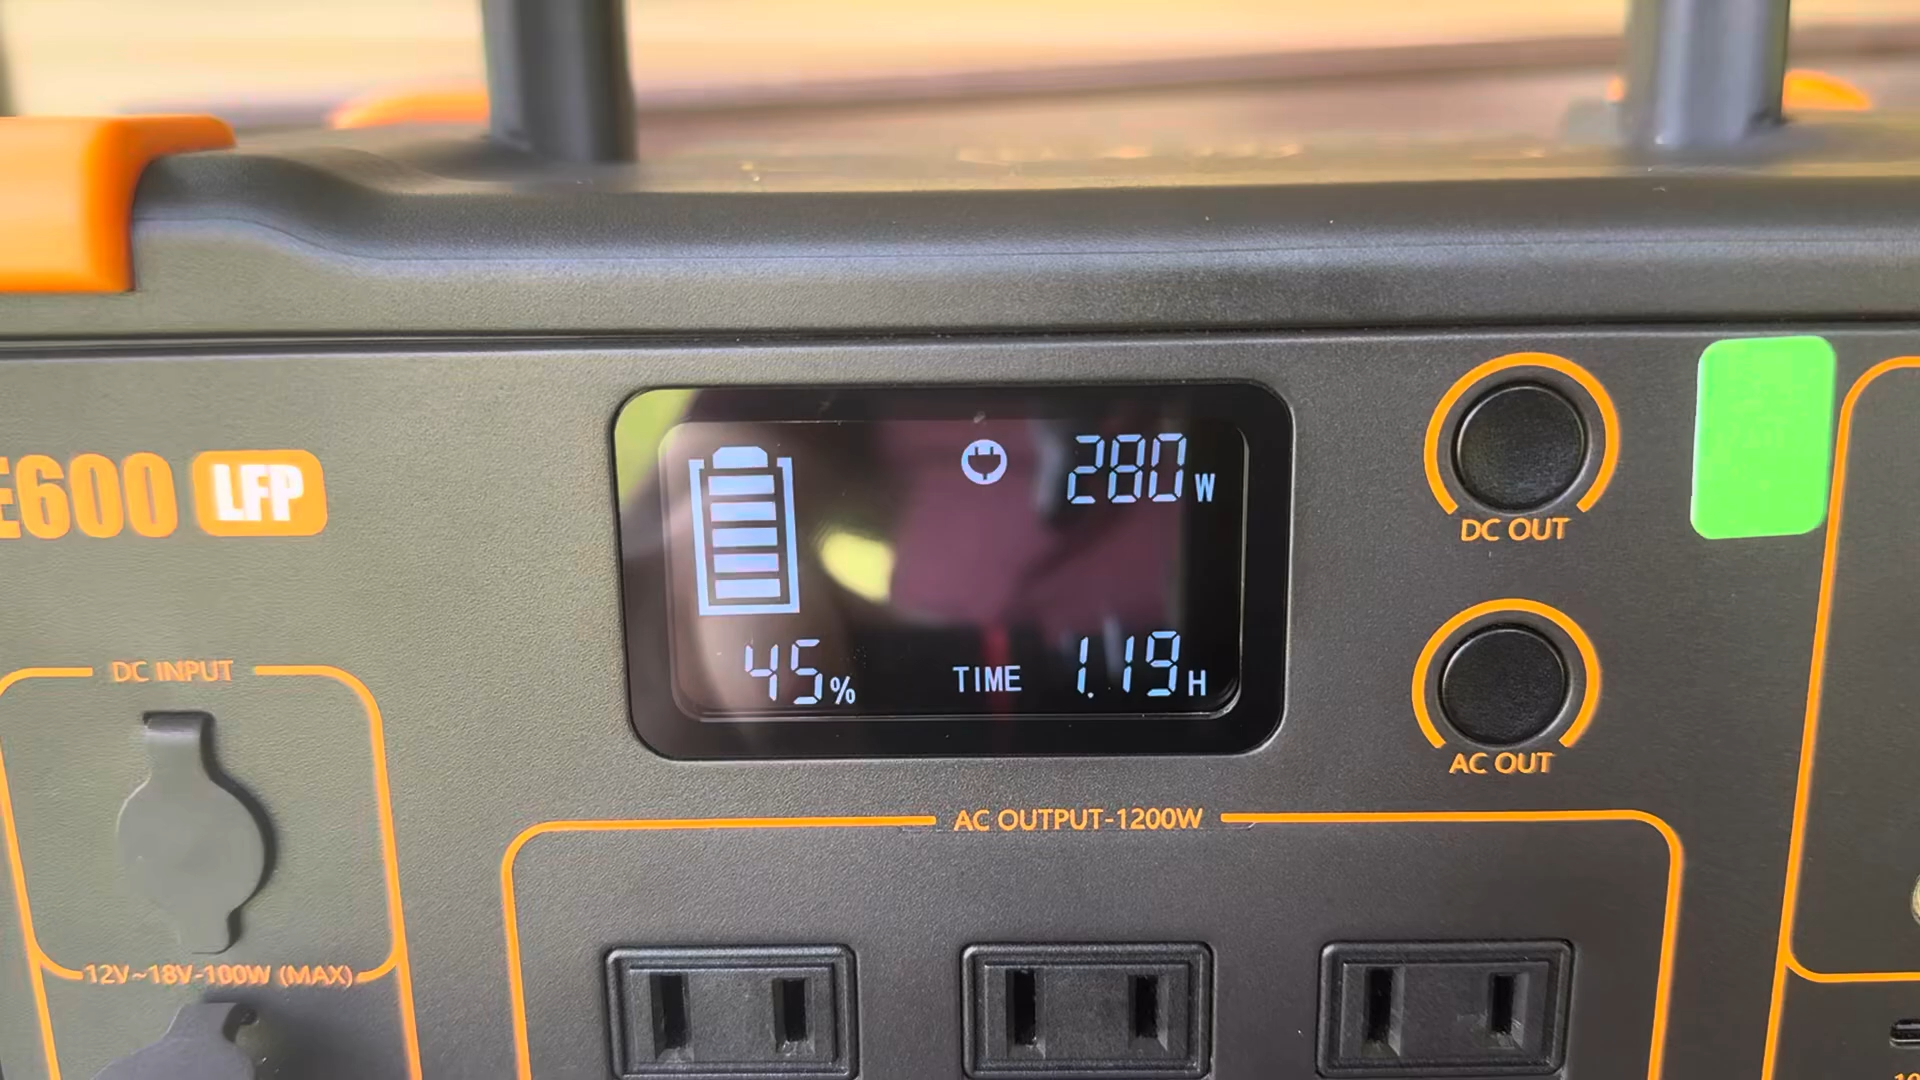 E600 LFP
280W
45%
TIME 1.19H
DC OUT
AC OUT
DC INPUT
12V~18V-100W (MAX)
AC OUTPUT-1200W